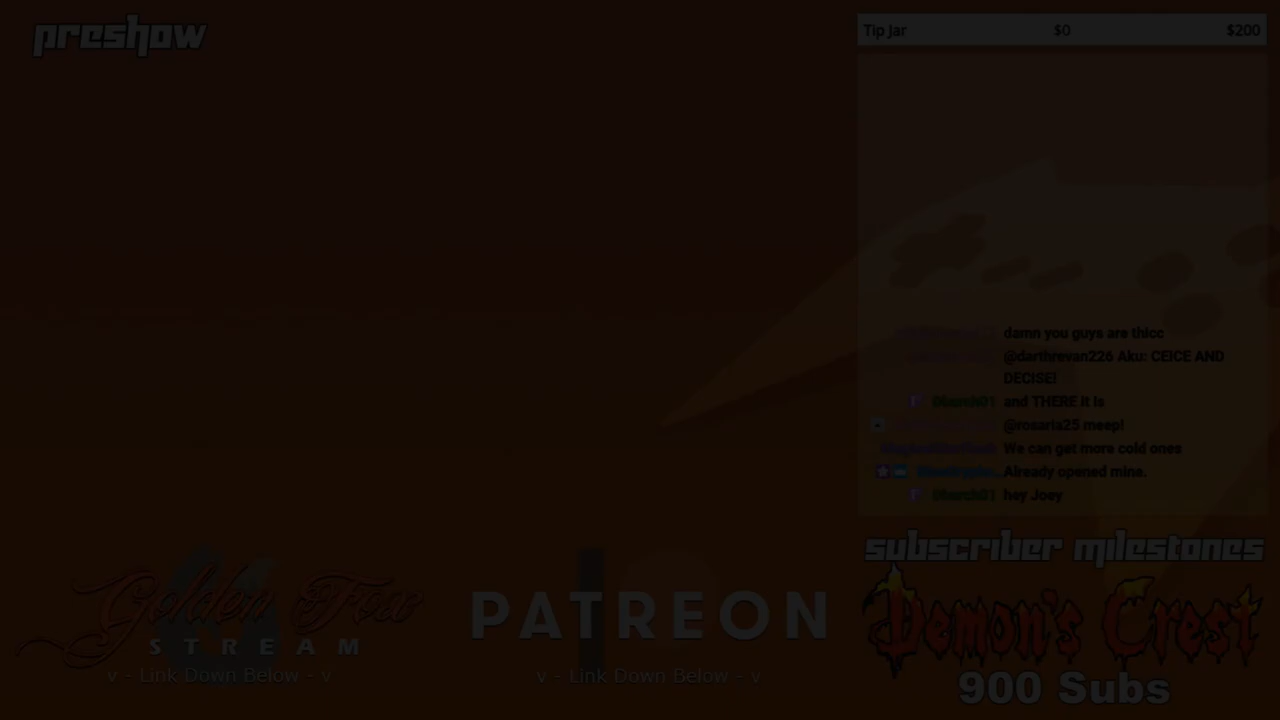 preshow
Tip Jar $0 $200
damn you guys are thicc
@darthrevan226 Aku: CEICE AND
DECISE!
and THERE it is
@rosaria25 meep!
We can get more cold ones
Already opened mine.
hey Joey
subscriber milestones
Demon's Crest
900 Subs
Golden Fox
STREAM
v - Link Down Below - v
PATREON
v - Link Down Below - v